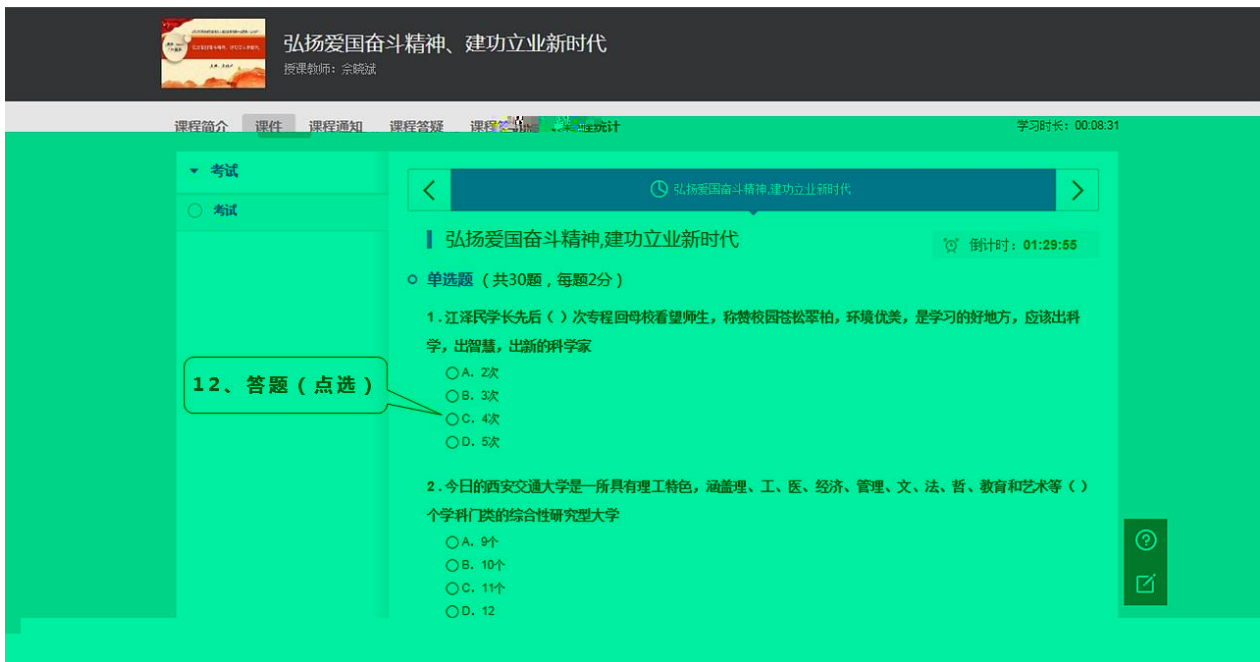 弘扬爱国奋斗精神、建功立业新时代
授课教师：余晓斌
课程简介 课件 课程通知 课程答疑 课程 统计 学习时长：00:08:31
考试
弘扬爱国奋斗精神,建功立业新时代
考试
弘扬爱国奋斗精神,建功立业新时代
倒计时：01:29:55
单选题（共30题，每题2分）
1.江泽民学长先后（ ）次专程回母校看望师生，称赞校园苍松翠柏，环境优美，是学习的好地方，应该出科
学，出智慧，出新的科学家
A. 2次
12、答题（点选）
B. 3次
C. 4次
D. 5次
2.今日的西安交通大学是一所具有理工特色，涵盖理、工、医、经济、管理、文、法、哲、教育和艺术等（ ）
个学科门类的综合性研究型大学
A. 9个
B. 10个
C. 11个
D. 12